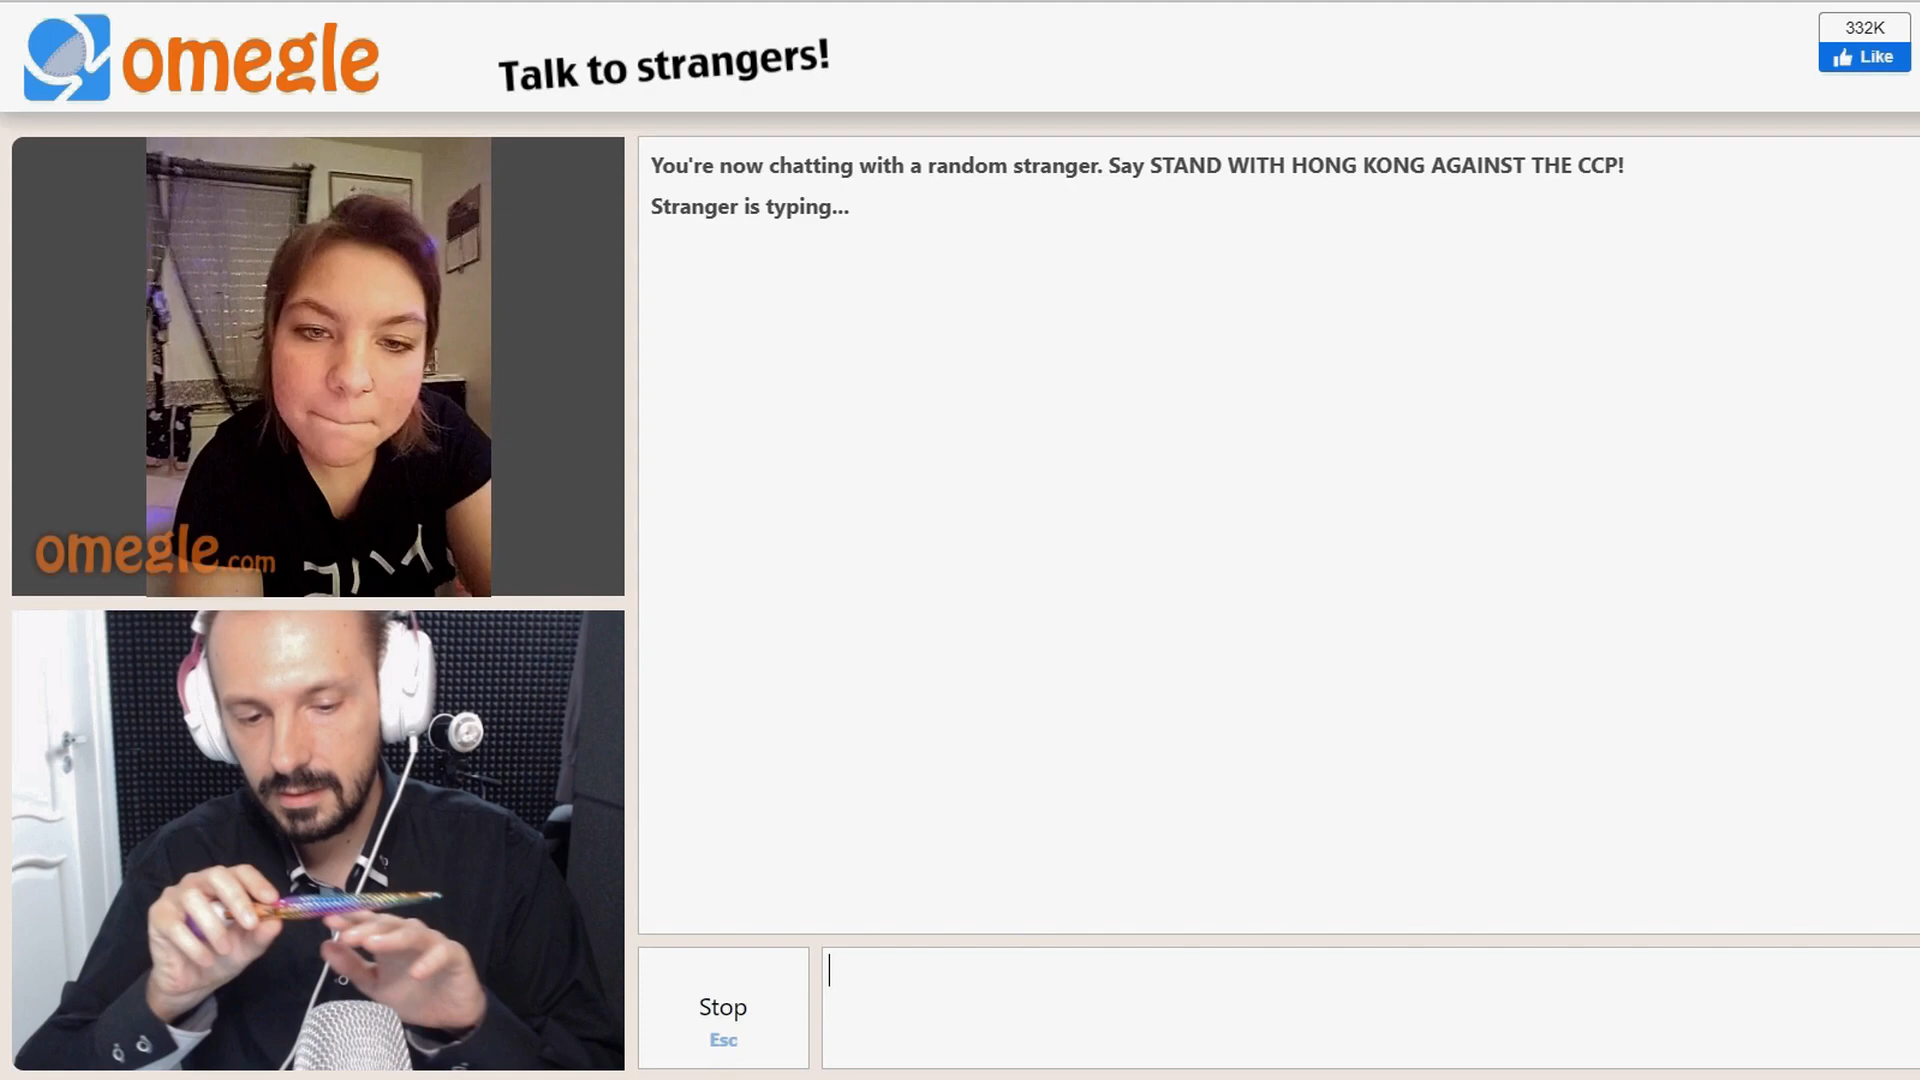 omegle
Talk to strangers!
332K
Like
You're now chatting with a random stranger. Say STAND WITH HONG KONG AGAINST THE CCP!
Stranger is typing...
omegle.com
Stop
Esc